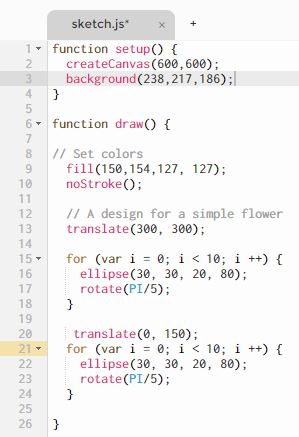 sketch.js* × +
1 function setup() {
2 createCanvas(600,600);
3 background(238,217,186);
4 }
5
6 function draw() {
7
8 // Set colors
9 fill(150,154,127, 127);
10 noStroke();
11
12 // A design for a simple flower
13 translate(300, 300);
14
15 for (var i = 0; i < 10; i ++) {
16 ellipse(30, 30, 20, 80);
17 rotate(PI/5);
18 }
19
20 translate(0, 150);
21 for (var i = 0; i < 10; i ++) {
22 ellipse(30, 30, 20, 80);
23 rotate(PI/5);
24 }
25
26 }